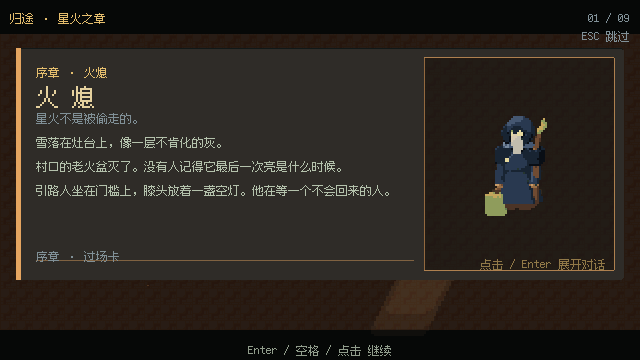 归途 · 星火之章
01 / 09
ESC 跳过
序章 · 火熄
火 熄
星火不是被偷走的。
雪落在灶台上，像一层不肯化的灰。
村口的老火盆灭了。没有人记得它最后一次亮是什么时候。
引路人坐在门槛上，膝头放着一盏空灯。他在等一个不会回来的人。
序章 · 过场卡
点击 / Enter 展开对话
Enter / 空格 / 点击 继续